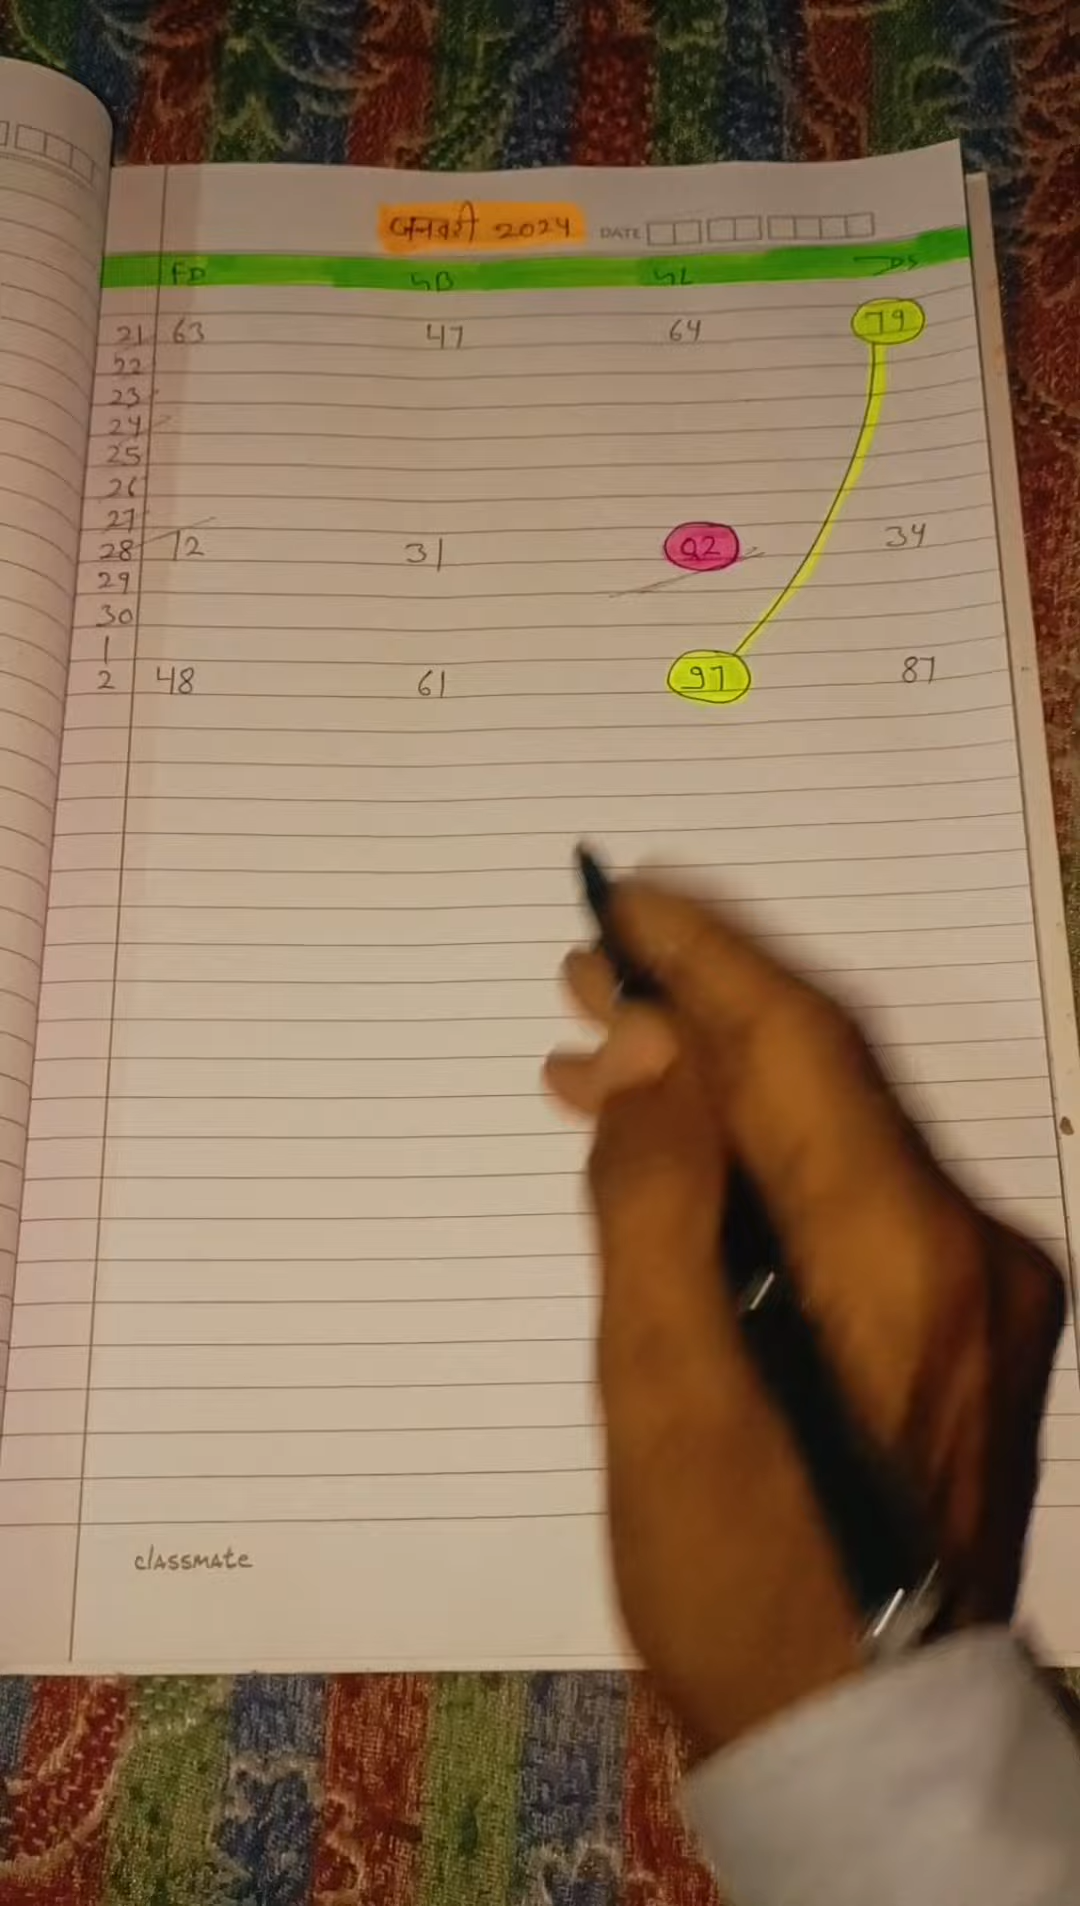 जनवरी 2024 DATE
FD GB GL DS
21 63 47 64 79
22
23
24
25
26
27
28 12 31 92 34
29
30
1
2 48 61 97 87
classmate